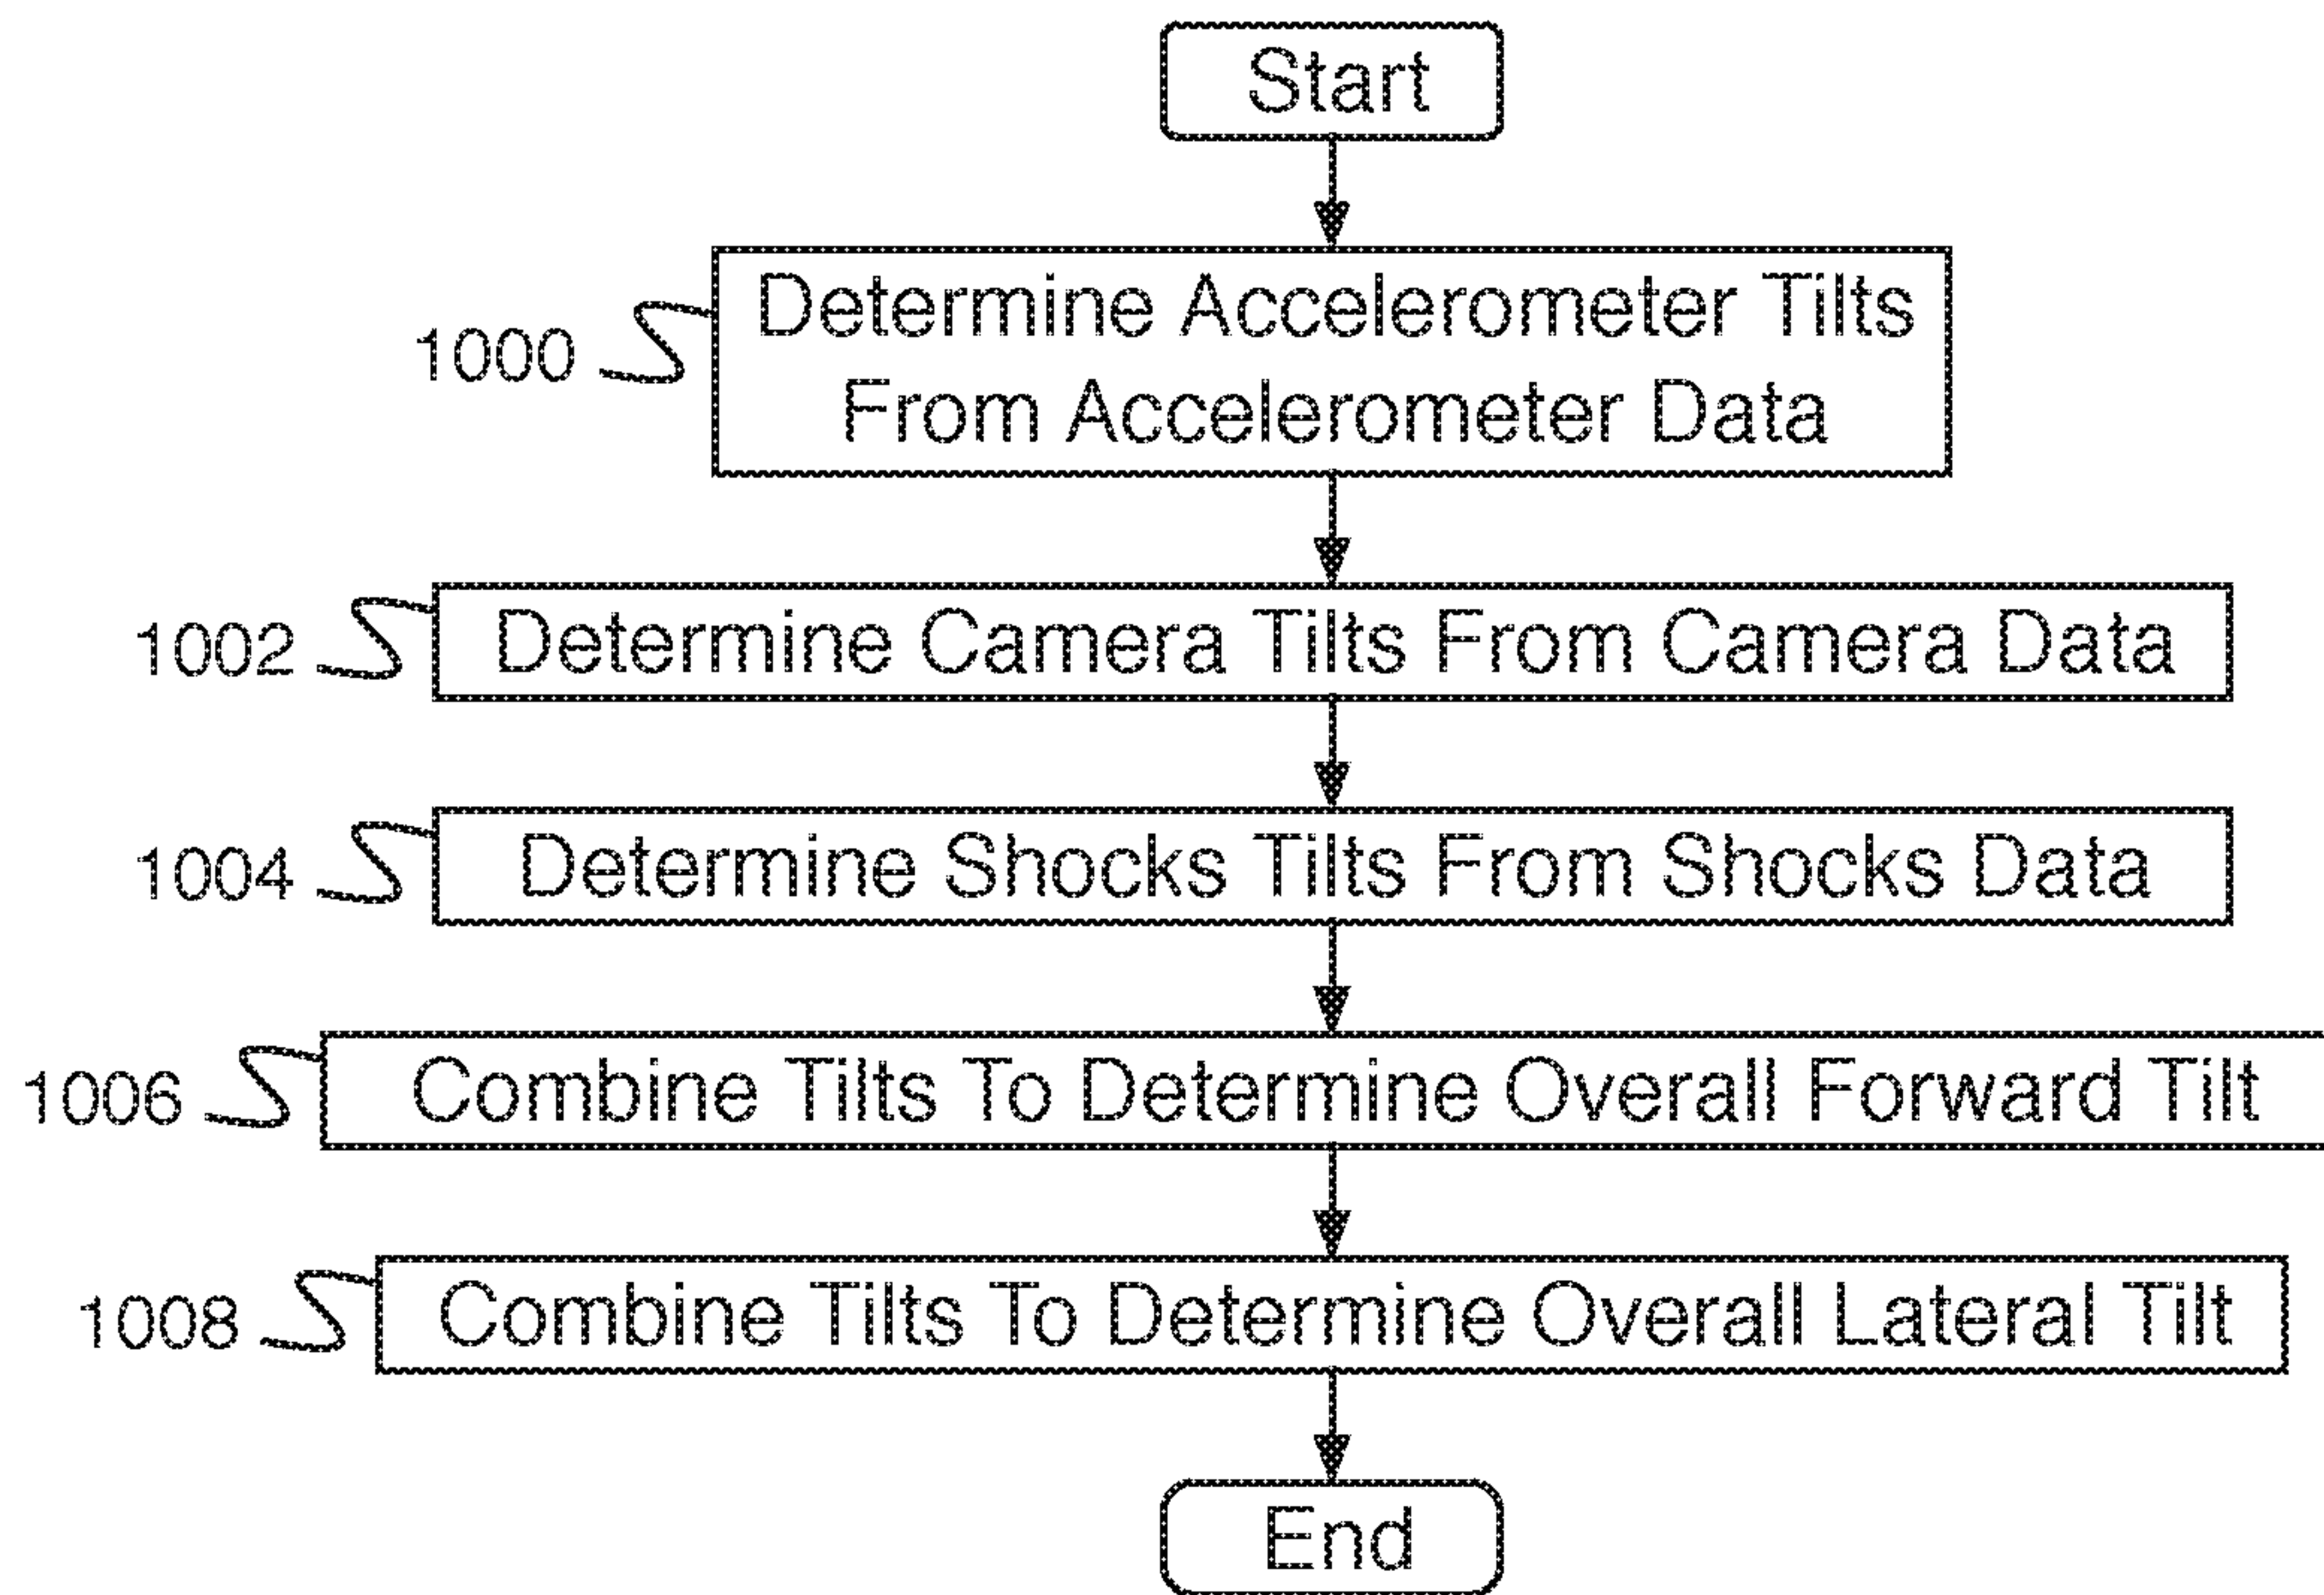 Start
1000
Determine Accelerometer Tilts
From Accelerometer Data
1002
Determine Camera Tilts From Camera Data
1004
Determine Shocks Tilts From Shocks Data
1006
Combine Tilts To Determine Overall Forward Tilt
1008
Combine Tilts To Determine Overall Lateral Tilt
End